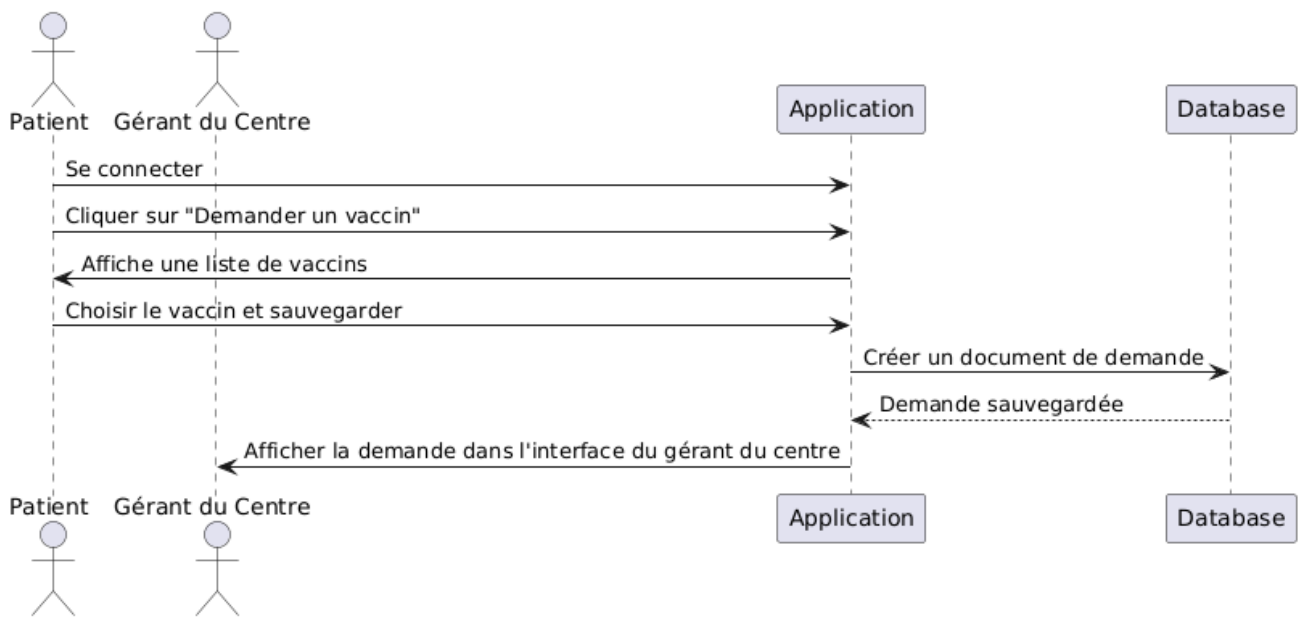 Patient
Gérant du Centre
Application
Database
Se connecter
Cliquer sur "Demander un vaccin"
Affiche une liste de vaccins
Choisir le vaccin et sauvegarder
Créer un document de demande
Demande sauvegardée
Afficher la demande dans l'interface du gérant du centre
Patient
Gérant du Centre
Application
Database